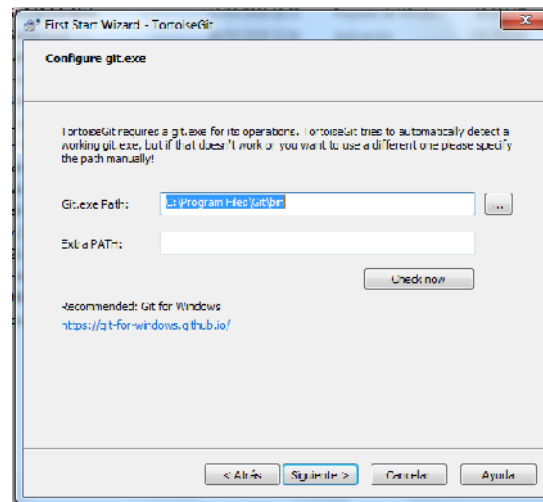 First Start Wizard - TortoiseGit
Configure git.exe
TortoiseGit requires a git.exe for its operations. TortoiseGit tries to automatically detect a
working git.exe, but if that doesn't work or you want to use a different one please specify
the path manually!
Git.exe Path:
C:\Program Files\Git\bin
...
Extra PATH:
Check now
Recommended: Git for Windows
https://git-for-windows.github.io/
< Atrás
Siguiente >
Cancelar
Ayuda